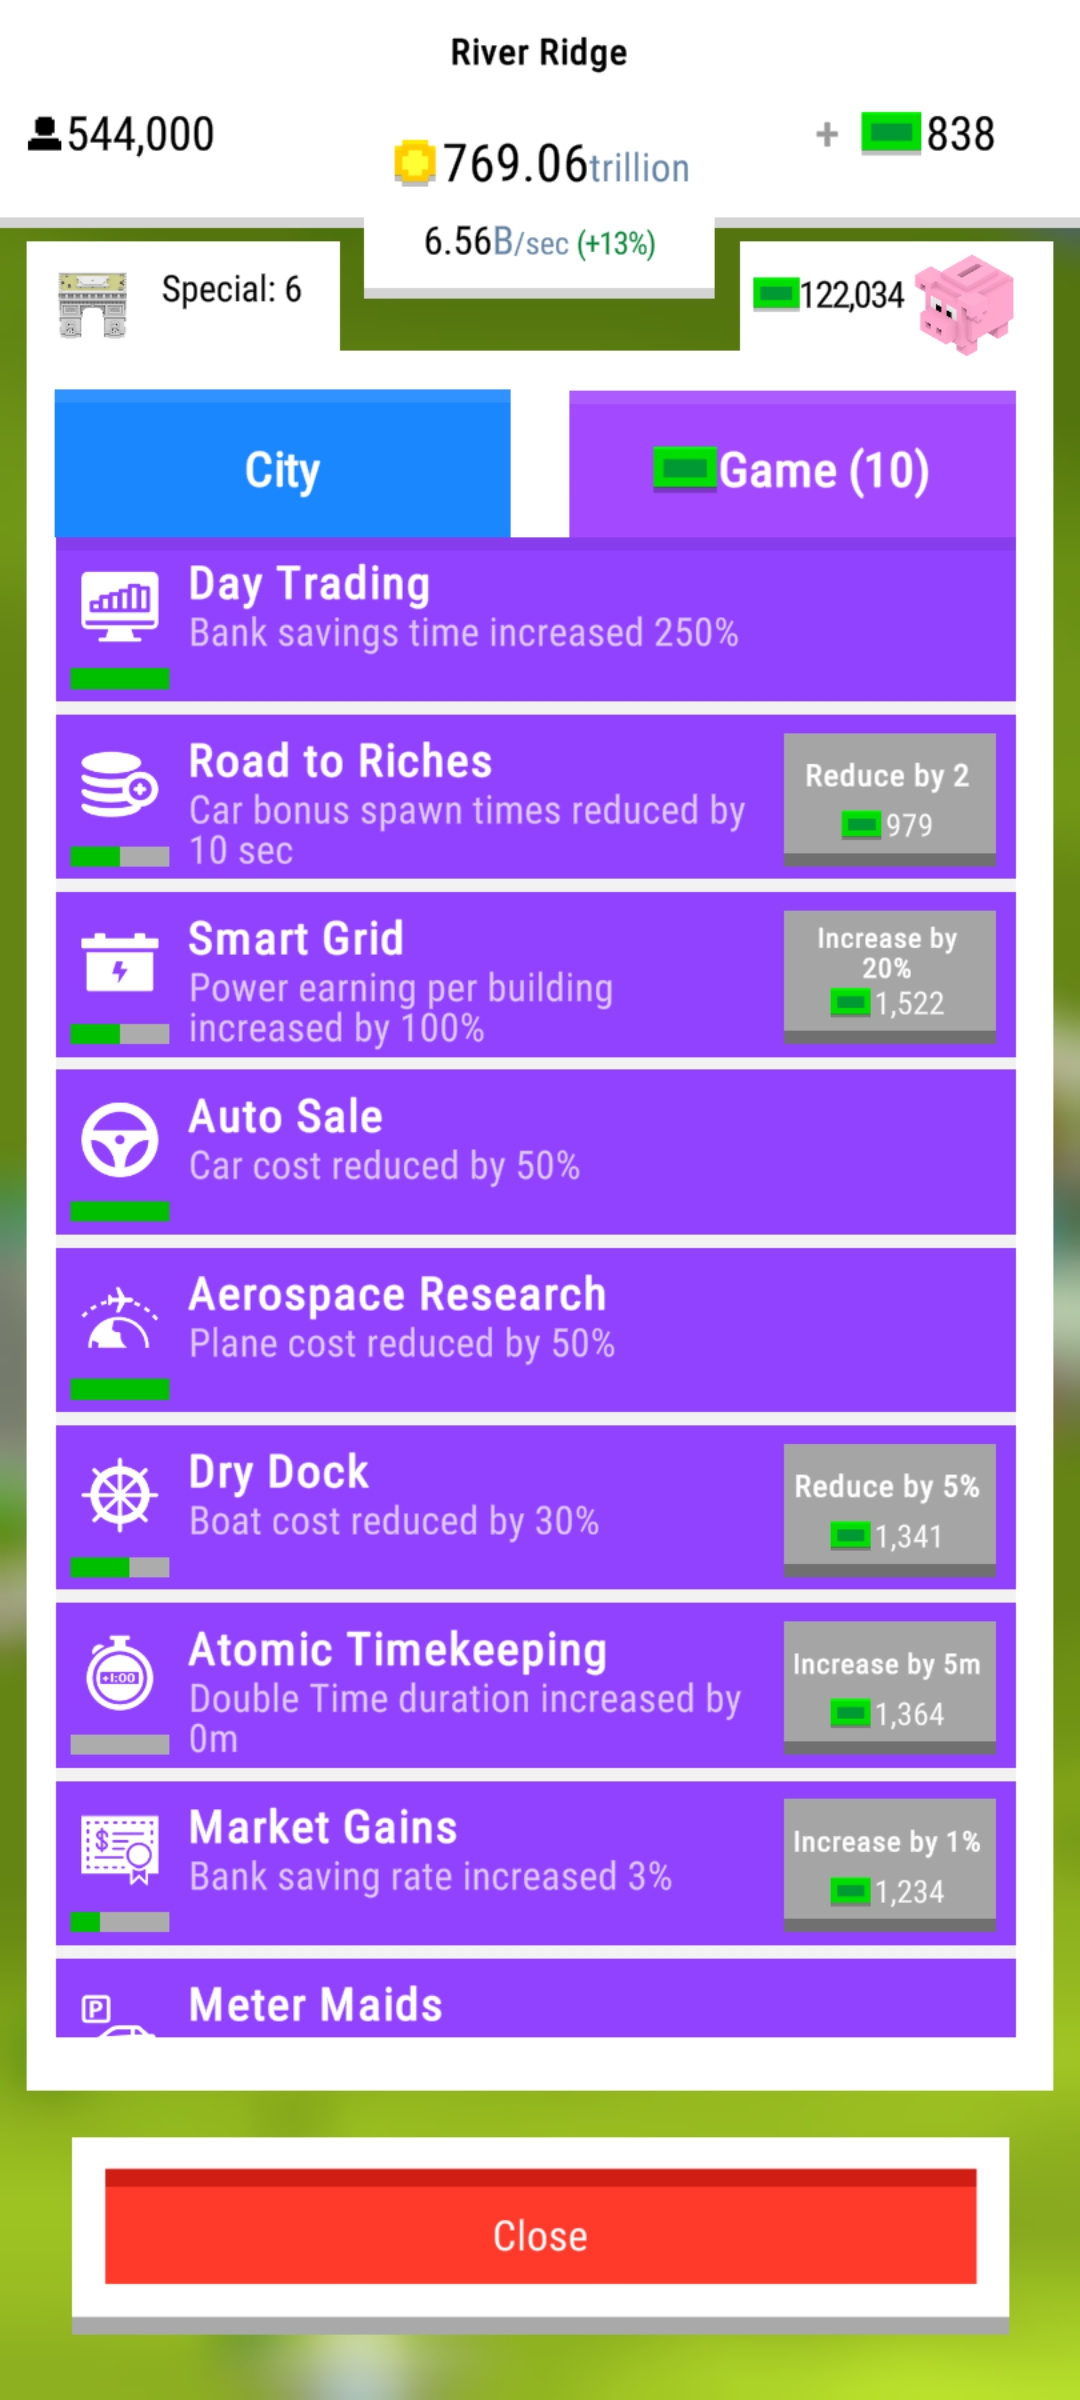 River Ridge
544,000
769.06trillion
+ 838
6.56B/sec (+13%)
Special: 6
122,034
City
Game (10)
Day Trading
Bank savings time increased 250%
Road to Riches
Car bonus spawn times reduced by
10 sec
Reduce by 2
979
Smart Grid
Power earning per building
increased by 100%
Increase by
20%
1,522
Auto Sale
Car cost reduced by 50%
Aerospace Research
Plane cost reduced by 50%
Dry Dock
Boat cost reduced by 30%
Reduce by 5%
1,341
+1:00
Atomic Timekeeping
Double Time duration increased by
0m
Increase by 5m
1,364
$
Market Gains
Bank saving rate increased 3%
Increase by 1%
1,234
P
Meter Maids
Close